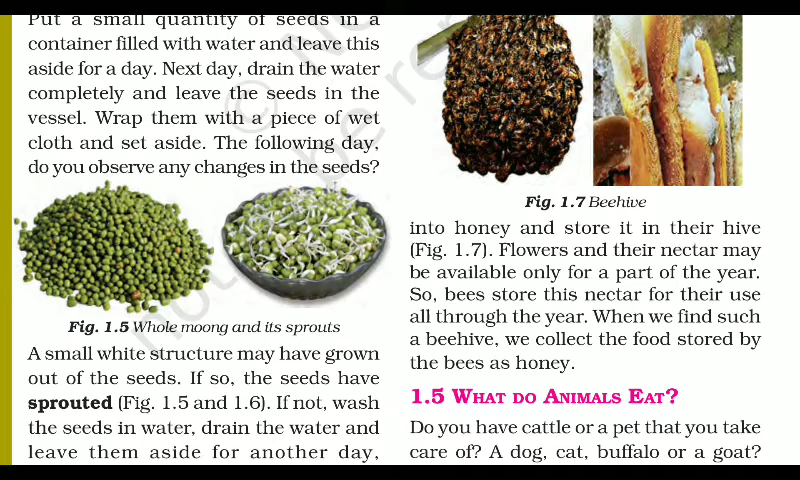 Put a small quantity of seeds in a
container filled with water and leave this
aside for a day. Next day, drain the water
completely and leave the seeds in the
vessel. Wrap them with a piece of wet
cloth and set aside. The following day,
do you observe any changes in the seeds?
Fig. 1.5 Whole moong and its sprouts
A small white structure may have grown
out of the seeds. If so, the seeds have
sprouted (Fig. 1.5 and 1.6). If not, wash
the seeds in water, drain the water and
leave them aside for another day,
Fig. 1.7 Beehive
into honey and store it in their hive
(Fig. 1.7). Flowers and their nectar may
be available only for a part of the year.
So, bees store this nectar for their use
all through the year. When we find such
a beehive, we collect the food stored by
the bees as honey.
1.5 WHAT DO ANIMALS EAT?
Do you have cattle or a pet that you take
care of? A dog, cat, buffalo or a goat?
© 
not be re